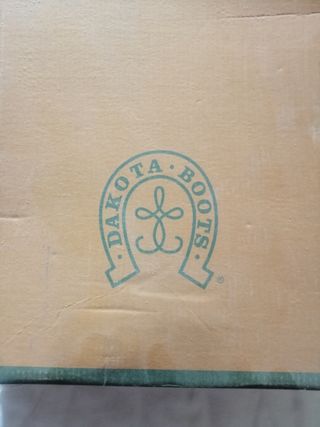 · DAKOTA · BOOTS ·
®